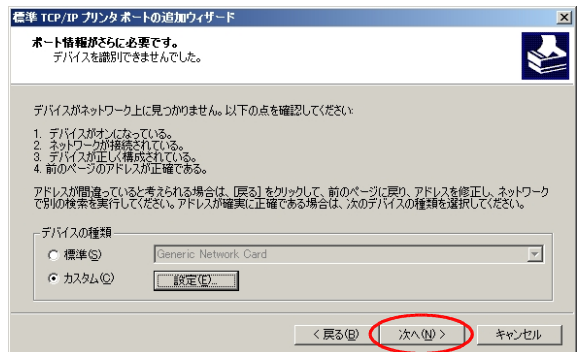 標準 TCP/IP プリンタ ポートの追加ウィザード
ポート情報がさらに必要です。
デバイスを識別できませんでした。
デバイスがネットワーク上に見つかりません。以下の点を確認してください:
1. デバイスがオンになっている。
2. ネットワークが接続されている。
3. デバイスが正しく構成されている。
4. 前のページのアドレスが正確である。
アドレスが間違っていると考えられる場合は、[戻る] をクリックして、前のページに戻り、アドレスを修正し、ネットワーク
で別の検索を実行してください。アドレスが確実に正確である場合は、次のデバイスの種類を選択してください。
デバイスの種類
標準(S) Generic Network Card
カスタム(C) 設定(E)...
< 戻る(B) 次へ(N) > キャンセル